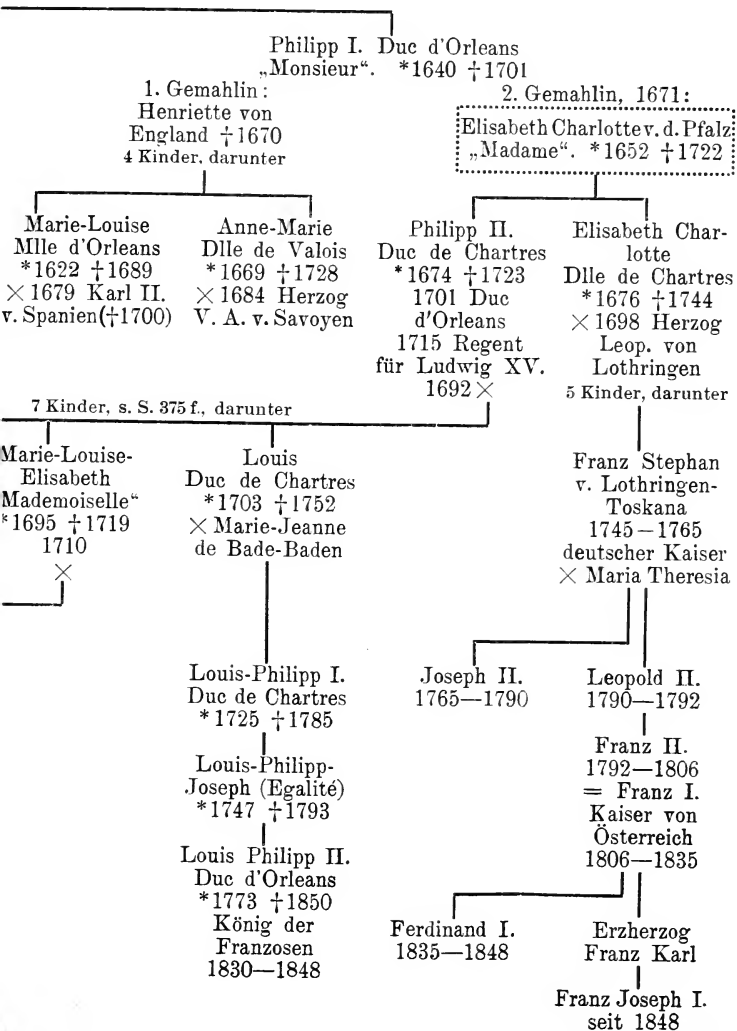 Philipp I. Duc d'Orleans
„Monsieur“. *1640 †1701
1. Gemahlin:
Henriette von
England †1670
4 Kinder, darunter
2. Gemahlin, 1671:
Elisabeth Charlotte v. d. Pfalz
„Madame“. *1652 †1722
Marie-Louise
Mlle d'Orleans
*1622 †1689
× 1679 Karl II.
v. Spanien(†1700)
Anne-Marie
Dlle de Valois
*1669 †1728
× 1684 Herzog
V. A. v. Savoyen
Philipp II.
Duc de Chartres
*1674 †1723
1701 Duc
d'Orleans
1715 Regent
für Ludwig XV.
1692 ×
Elisabeth Char-
lotte
Dlle de Chartres
*1676 †1744
× 1698 Herzog
Leop. von
Lothringen
5 Kinder, darunter
7 Kinder, s. S. 375 f., darunter
Marie-Louise-
Elisabeth
Mademoiselle“
*1695 †1719
1710
×
Louis
Duc de Chartres
*1703 †1752
× Marie-Jeanne
de Bade-Baden
Franz Stephan
v. Lothringen-
Toskana
1745—1765
deutscher Kaiser
× Maria Theresia
Louis-Philipp I.
Duc de Chartres
*1725 †1785
Joseph II.
1765—1790
Leopold II.
1790—1792
Louis-Philipp-
Joseph (Egalité)
*1747 †1793
Franz II.
1792—1806
= Franz I.
Kaiser von
Österreich
1806—1835
Louis Philipp II.
Duc d'Orleans
*1773 †1850
König der
Franzosen
1830—1848
Ferdinand I.
1835—1848
Erzherzog
Franz Karl
Franz Joseph I.
seit 1848